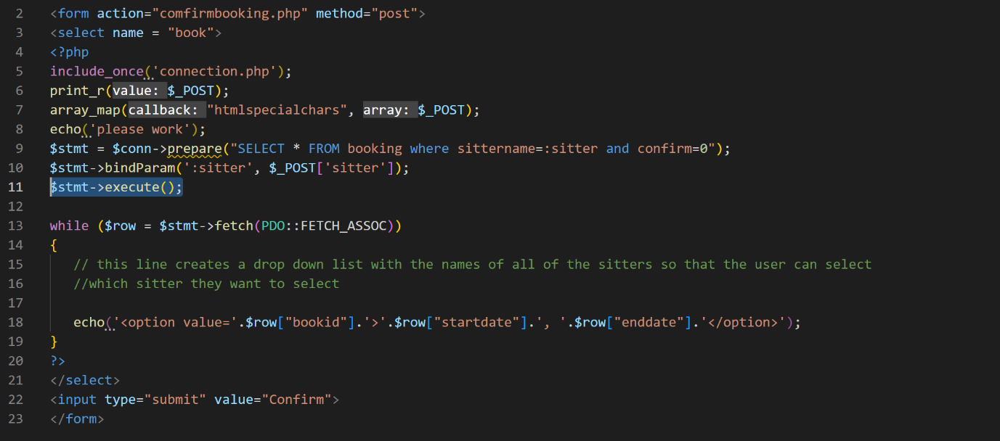 2 <form action="comfirmbooking.php" method="post">
3 <select name = "book">
4 <?php
5 include_once('connection.php');
6 print_r(value: $_POST);
7 array_map(callback: "htmlspecialchars", array: $_POST);
8 echo('please work');
9 $stmt = $conn->prepare("SELECT * FROM booking where sittername=:sitter and confirm=0");
10 $stmt->bindParam(':sitter', $_POST['sitter']);
11 $stmt->execute();
12
13 while ($row = $stmt->fetch(PDO::FETCH_ASSOC))
14 {
15 // this line creates a drop down list with the names of all of the sitters so that the user can select
16 //which sitter they want to select
17
18 echo('<option value='.$row["bookid"].'>'.$row["startdate"].', '.$row["enddate"].'</option>');
19 }
20 ?>
21 </select>
22 <input type="submit" value="Confirm">
23 </form>